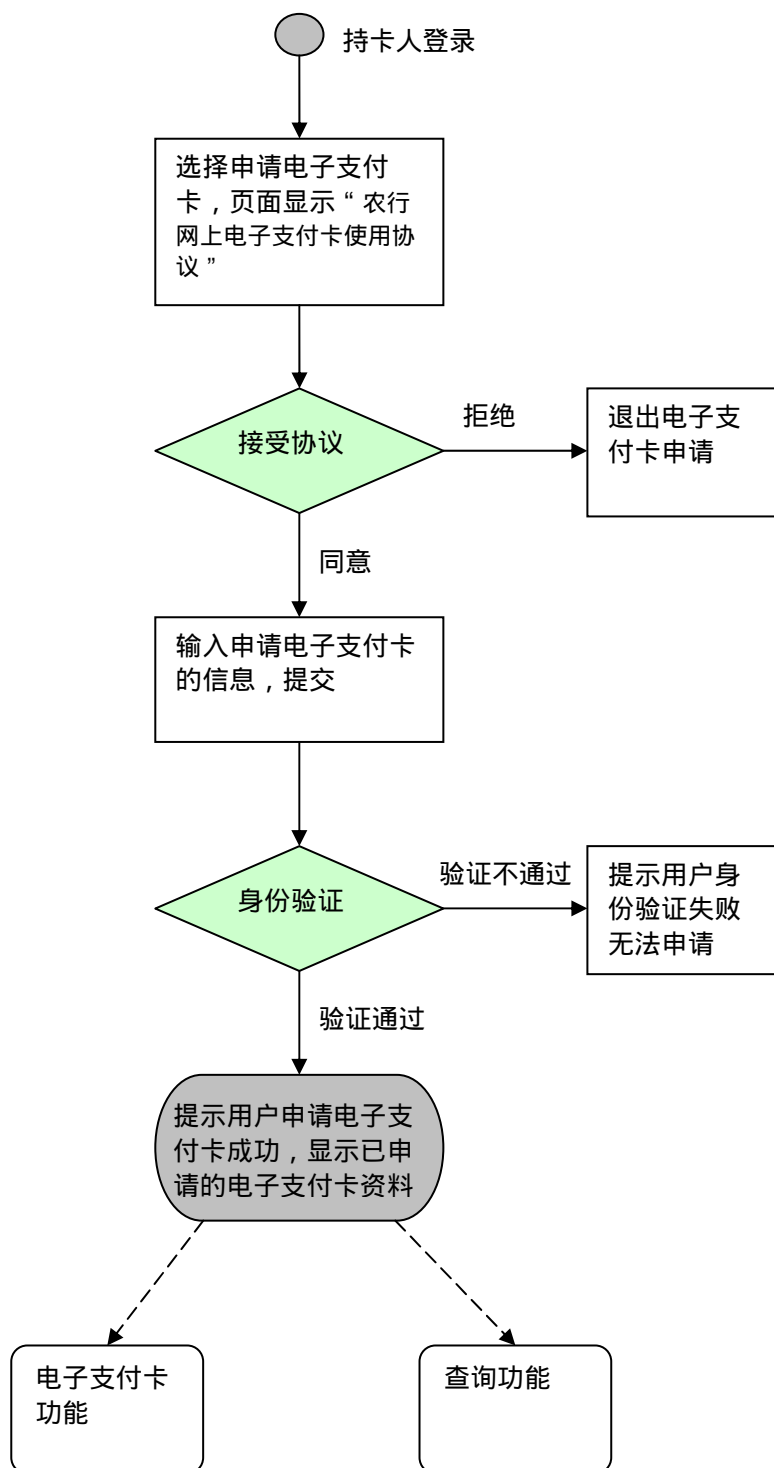 持卡人登录
选择申请电子支付
卡，页面显示“农行
网上电子支付卡使用协
议”
接受协议
拒绝
退出电子支
付卡申请
同意
输入申请电子支付卡
的信息，提交
身份验证
验证不通过
提示用户身
份验证失败
无法申请
验证通过
提示用户申请电子支
付卡成功，显示已申
请的电子支付卡资料
电子支付卡
功能
查询功能